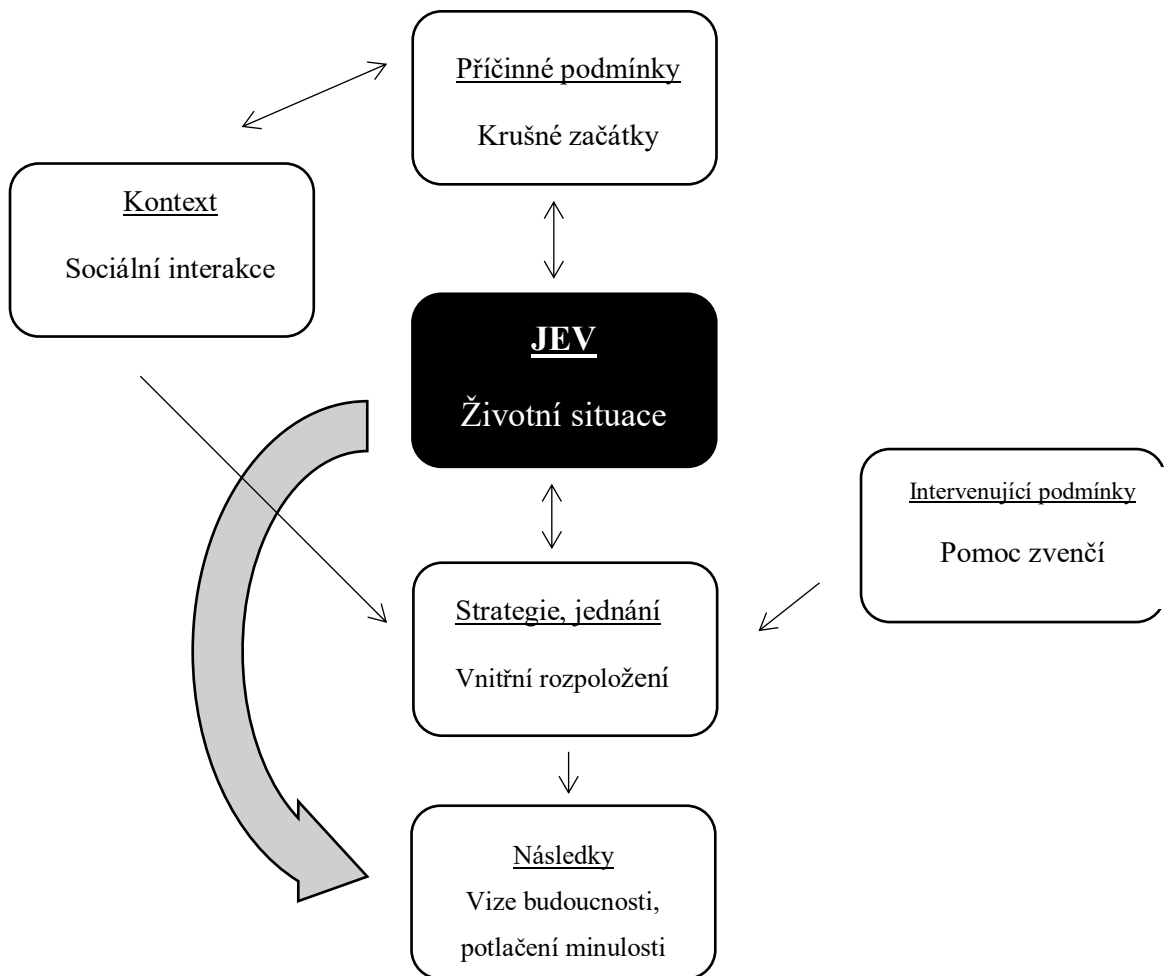 Příčinné podmínky
Krušné začátky
Kontext
Sociální interakce
JEV
Životní situace
Intervenující podmínky
Pomoc zvenčí
Strategie, jednání
Vnitřní rozpoložení
Následky
Vize budoucnosti,
potlačení minulosti